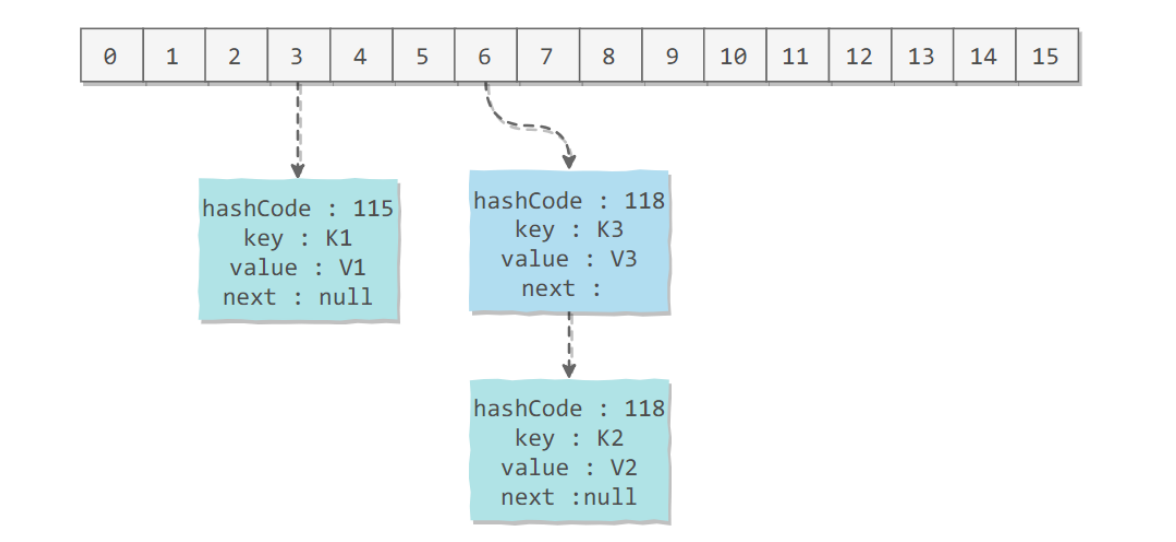 0 1 2 3 4 5 6 7 8 9 10 11 12 13 14 15
hashCode : 115
key : K1
value : V1
next : null
hashCode : 118
key : K3
value : V3
next :
hashCode : 118
key : K2
value : V2
next :null